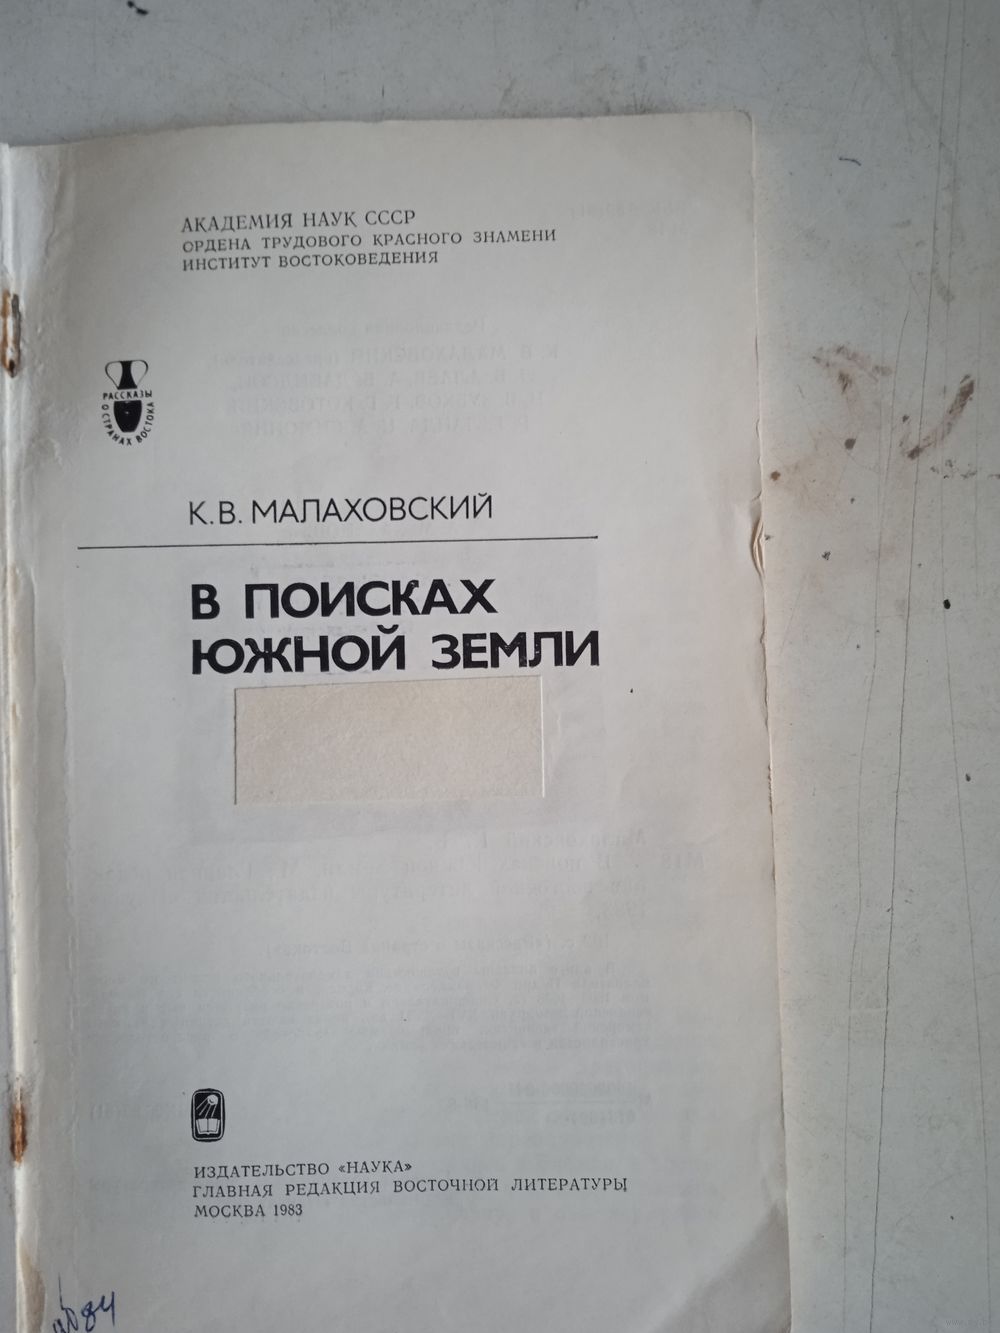 АКАДЕМИЯ НАУК СССР
ОРДЕНА ТРУДОВОГО КРАСНОГО ЗНАМЕНИ
ИНСТИТУТ ВОСТОКОВЕДЕНИЯ
РАССКАЗЫ
О СТРАНАХ ВОСТОКА
К.В. МАЛАХОВСКИЙ
В ПОИСКАХ
ЮЖНОЙ ЗЕМЛИ
ИЗДАТЕЛЬСТВО «НАУКА»
ГЛАВНАЯ РЕДАКЦИЯ ВОСТОЧНОЙ ЛИТЕРАТУРЫ
МОСКВА 1983